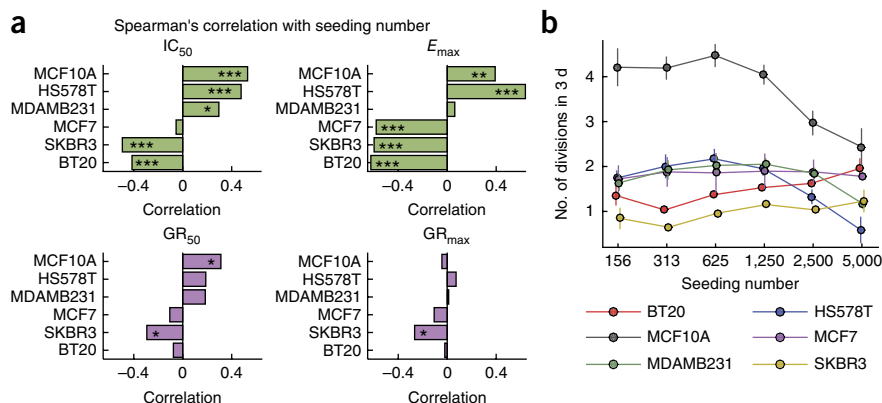 a
Spearman's correlation with seeding number
IC50
MCF10A ***
HS578T ***
MDAMB231 *
MCF7
SKBR3 ***
BT20 ***
−0.4 0 0.4
Correlation
Emax
MCF10A **
HS578T ***
MDAMB231
MCF7 ***
SKBR3 ***
BT20 ***
−0.4 0 0.4
Correlation
GR50
MCF10A *
HS578T
MDAMB231
MCF7
SKBR3 *
BT20
−0.4 0 0.4
Correlation
GRmax
MCF10A
HS578T
MDAMB231
MCF7
SKBR3 *
BT20
−0.4 0 0.4
Correlation
b
No. of divisions in 3 d
4
3
2
1
156 313 625 1,250 2,500 5,000
Seeding number
BT20 HS578T
MCF10A MCF7
MDAMB231 SKBR3